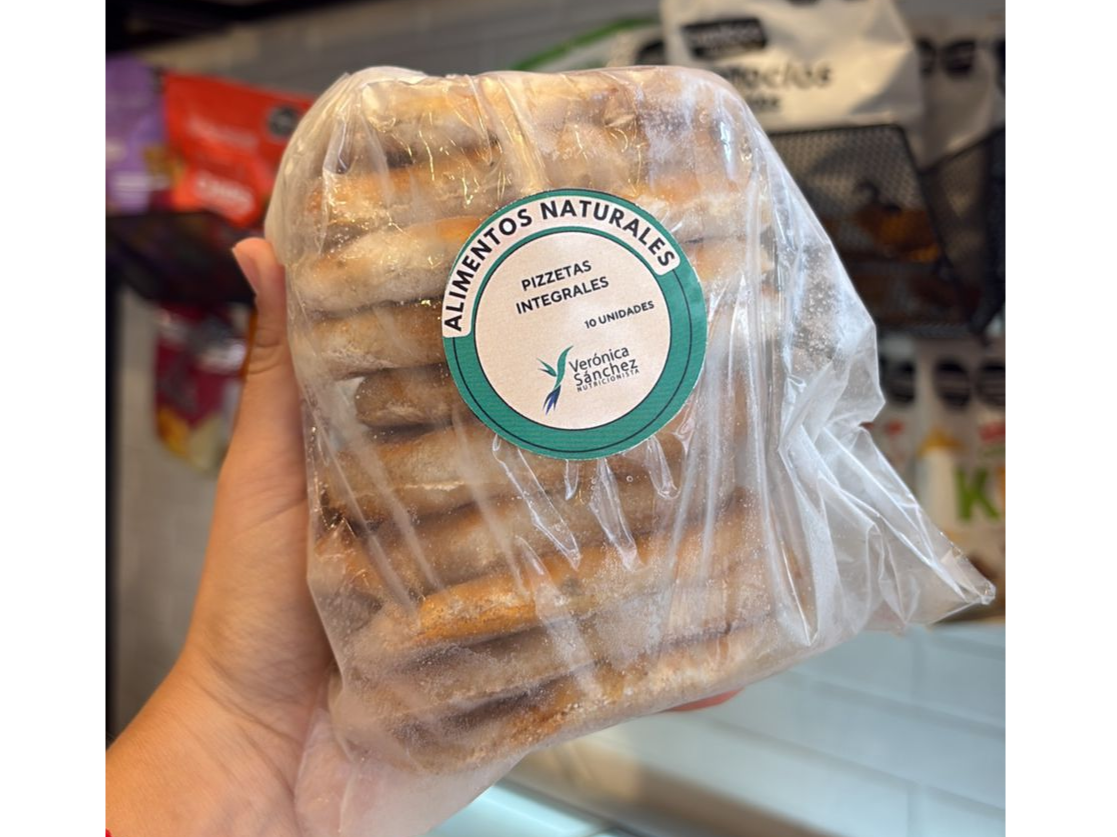 ALIMENTOS NATURALES
PIZZETAS
INTEGRALES
10 UNIDADES
Verónica
Sánchez
NUTRICIONISTA